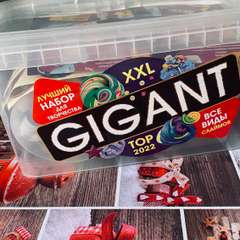 XXL
ЛУЧШИЙ
НАБОР
ДЛЯ
ТВОРЧЕСТВА
GIGANT
TOP
2022
ВСЕ
ВИДЫ
СЛАЙМОВ